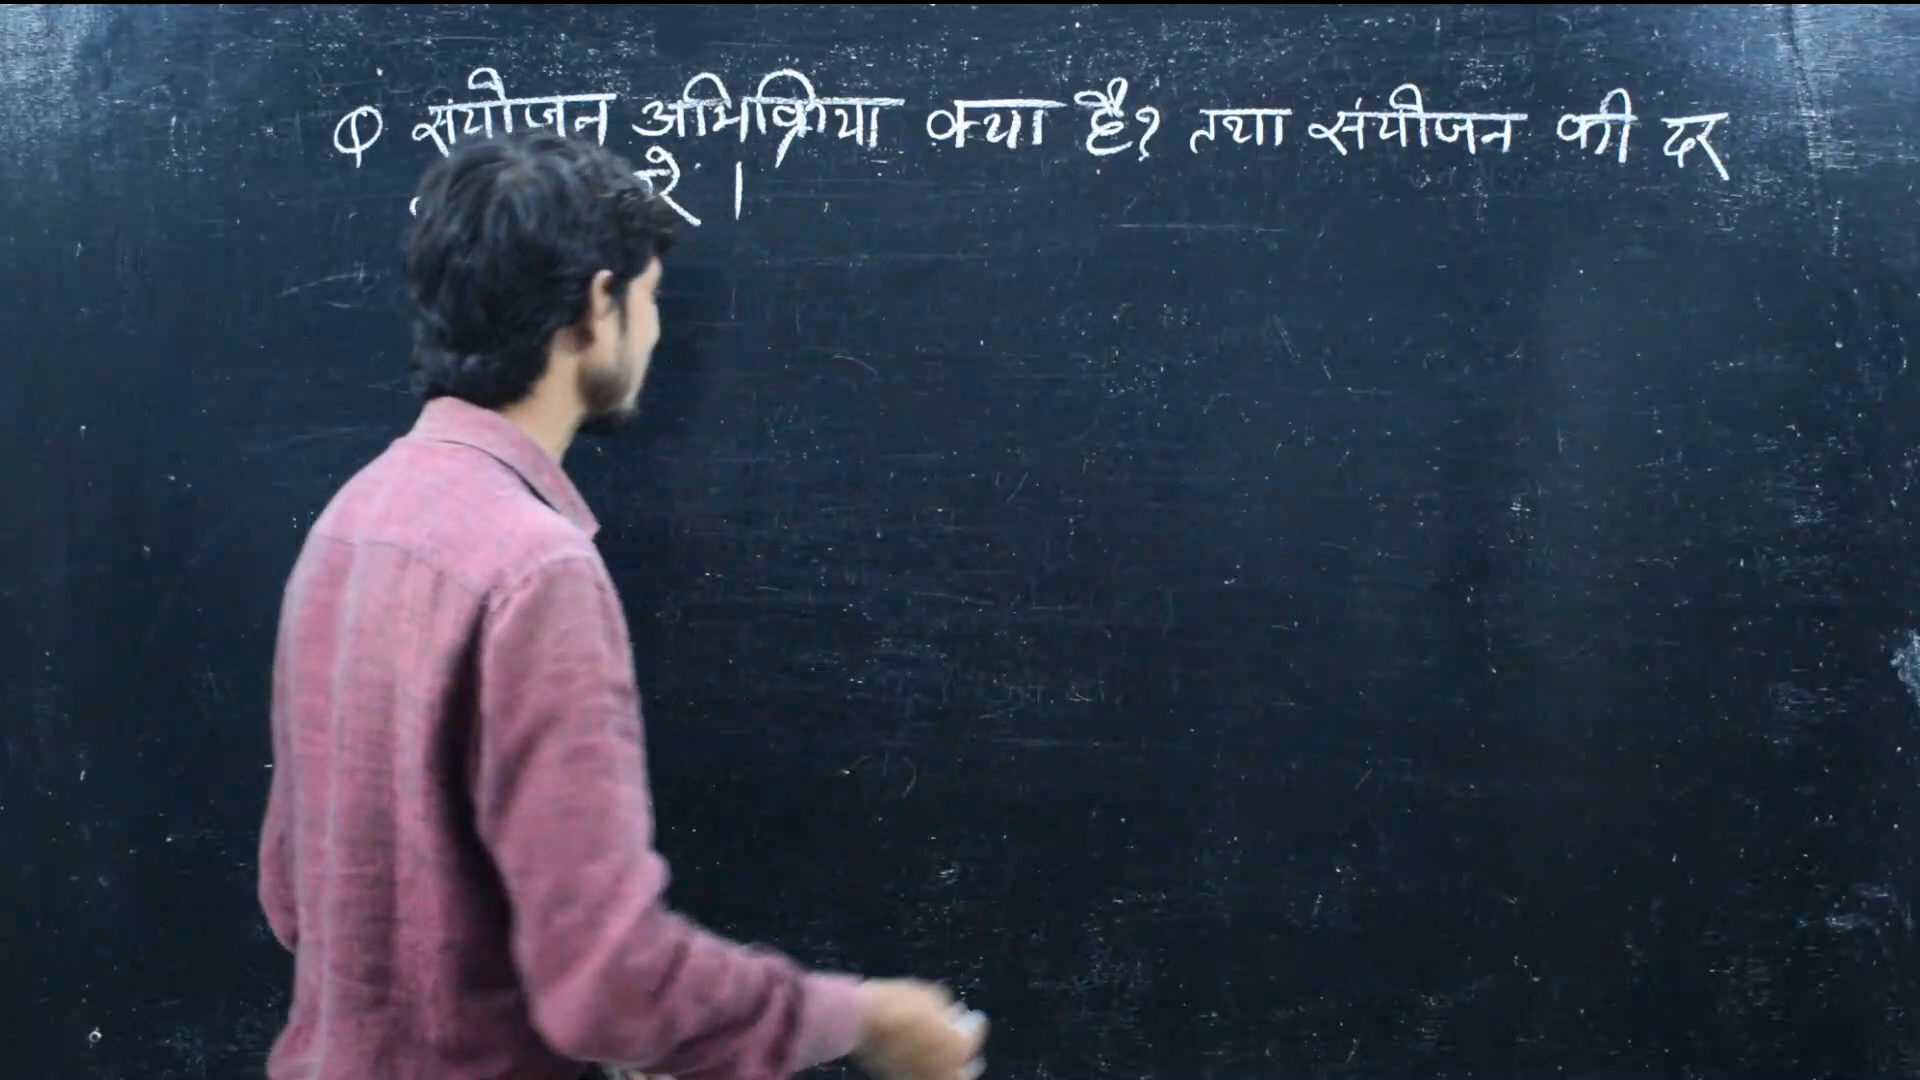 Q संयोजन अभिक्रिया क्या है? तथा संयोजन की दर
।